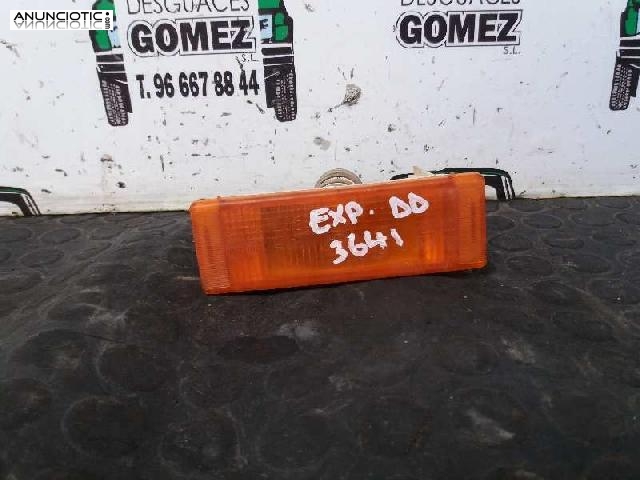 ANUNCIOTIC
DESGUACES
GOMEZ S.L.
T. 96 667 88 44
DESGUACES
GOMEZ
S.L.
EXP. DD
3641